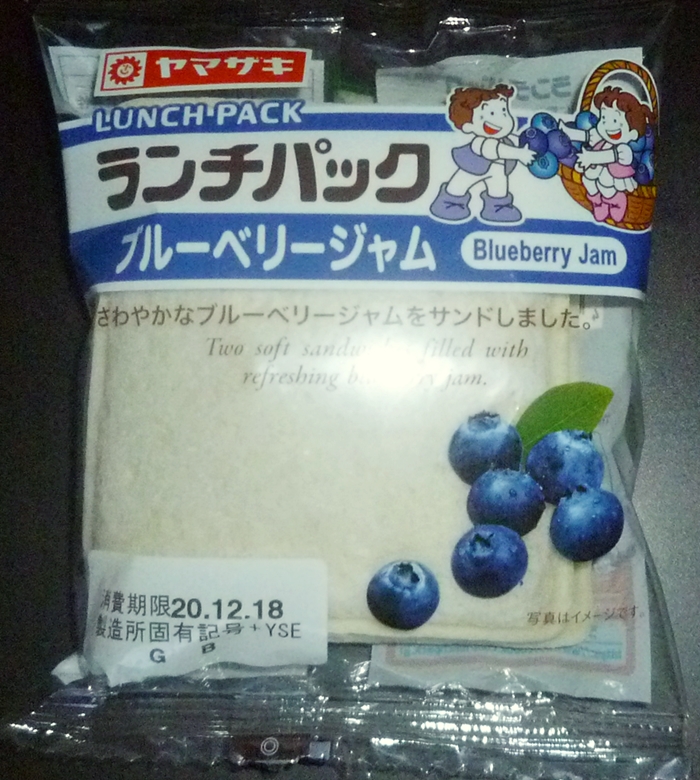 ヤマザキ
LUNCH PACK
ランチパック
ブルーベリージャム
Blueberry Jam
さわやかなブルーベリージャムをサンドしました。
Two soft filled with
refreshing jam.
消費期限20.12.18
製造所固有記号+YSE
G B
写真はイメージです。